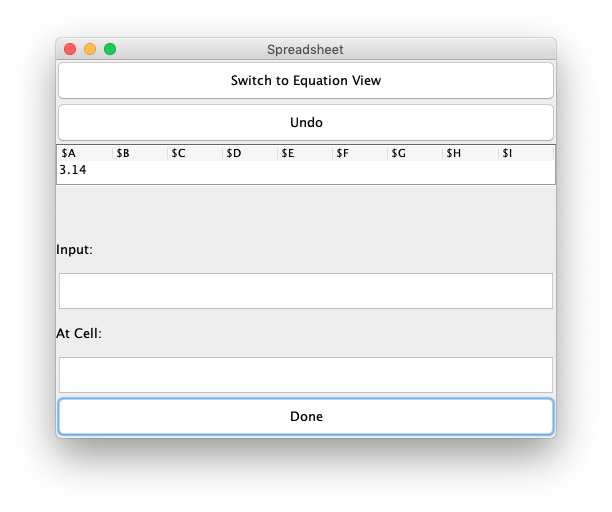 Spreadsheet
Switch to Equation View
Undo
$A $B $C $D $E $F $G $H $I
3.14
Input:
At Cell:
Done